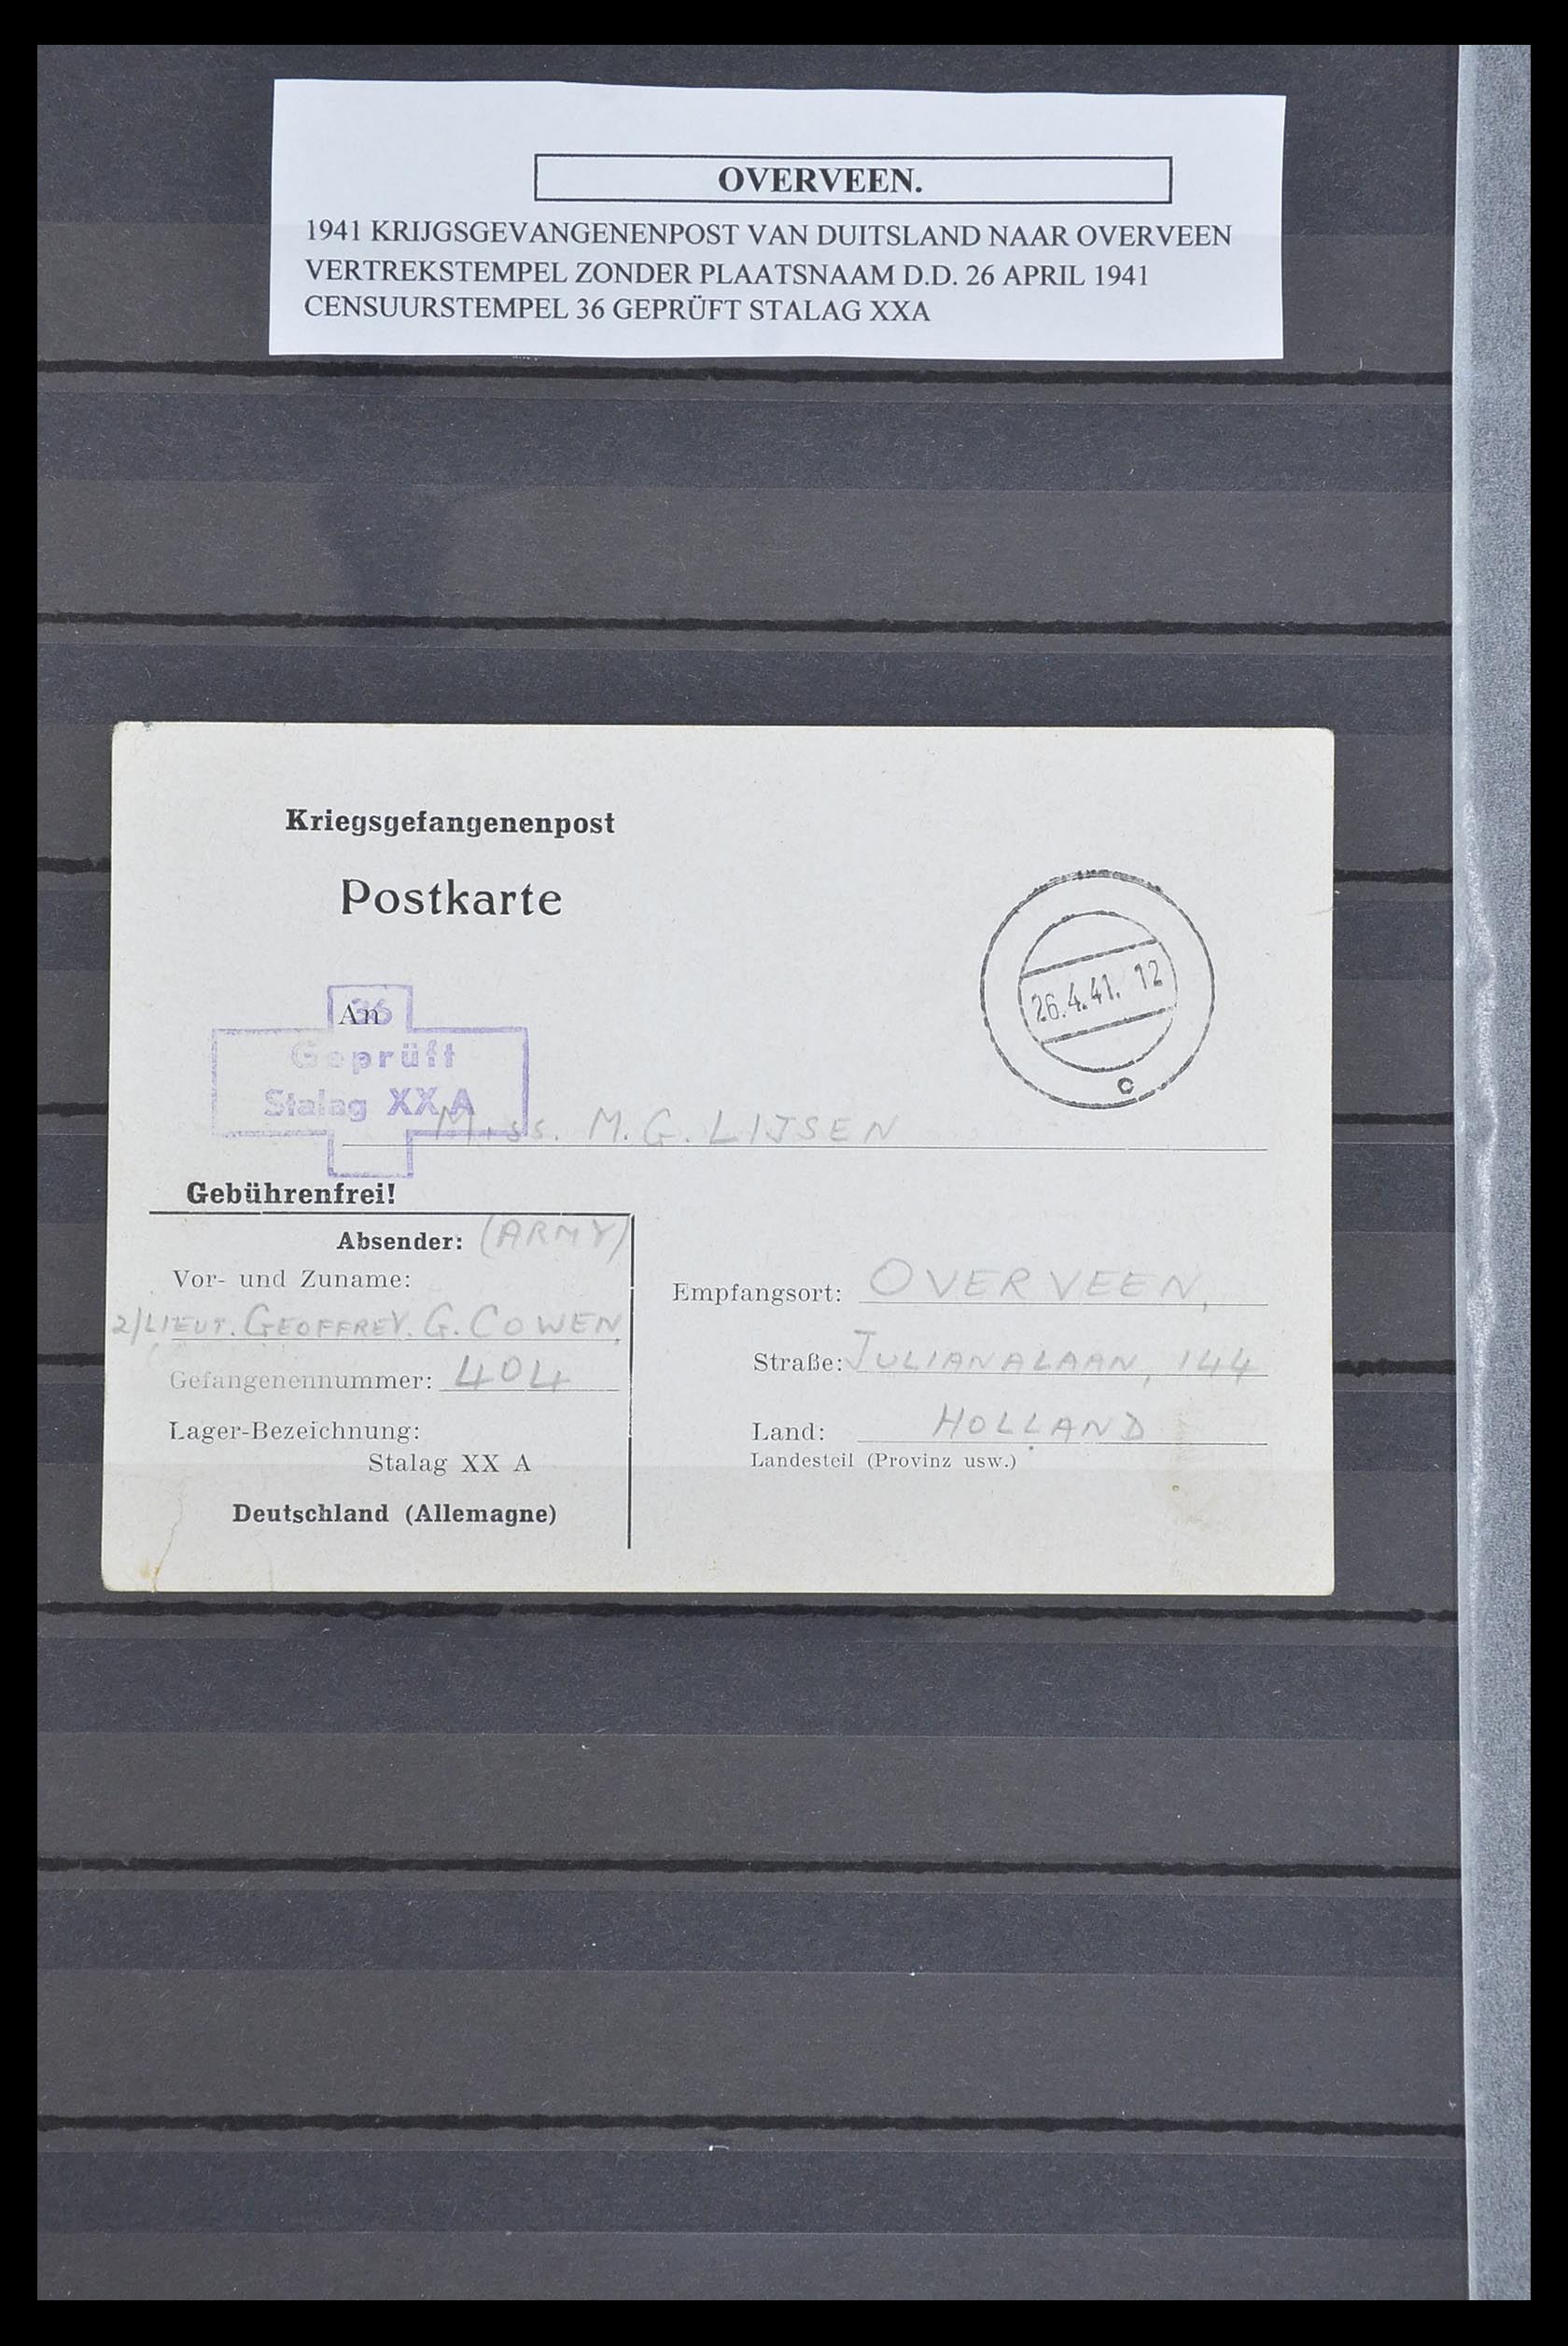 OVERVEEN.
1941 KRIJGSGEVANGENENPOST VAN DUITSLAND NAAR OVERVEEN
VERTREKSTEMPEL ZONDER PLAATSNAAM D.D. 26 APRIL 1941
CENSUURSTEMPEL 36 GEPRÜFT STALAG XXA
Kriegsgefangenenpost
Postkarte
26.4.41. 12
c
An
36
Geprüft
Stalag XX A
Miss. M. G. LIJSEN
Gebührenfrei!
Absender: (ARMY)
Vor- und Zuname:
2/LIEUT. GEOFFREY. G. COWEN
Gefangenennummer: 404
Lager-Bezeichnung:
Stalag XX A
Deutschland (Allemagne)
Empfangsort: OVERVEEN,
Straße: JULIANALAAN, 144
Land: HOLLAND
Landesteil (Provinz usw.)